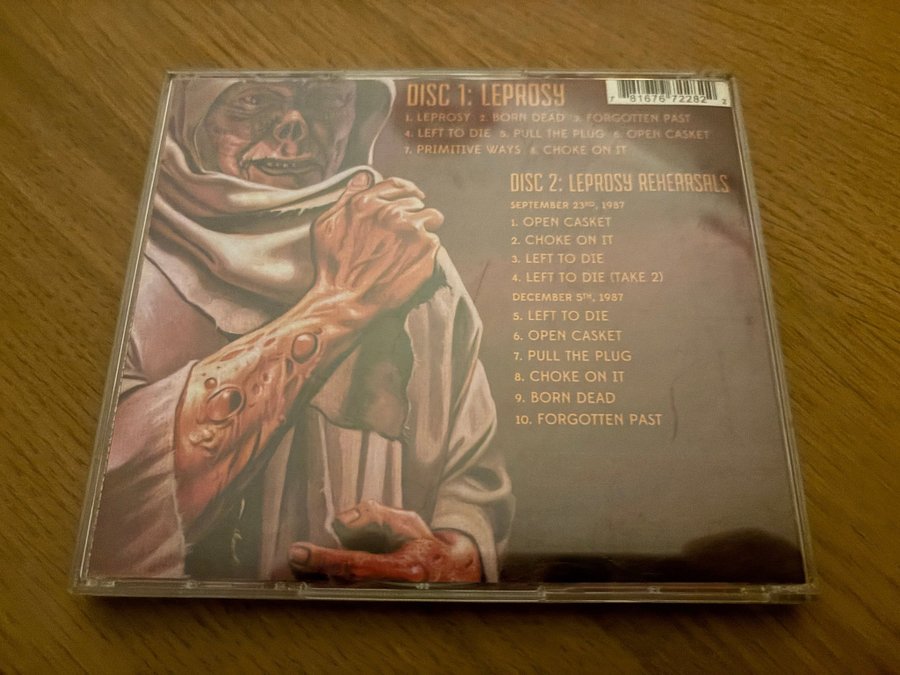 DISC 1: LEPROSY
1. LEPROSY 2. BORN DEAD 3. FORGOTTEN PAST
4. LEFT TO DIE 5. PULL THE PLUG 6. OPEN CASKET
7. PRIMITIVE WAYS 8. CHOKE ON IT
7 81676 72282 2
DISC 2: LEPROSY REHEARSALS
SEPTEMBER 23RD, 1987
1. OPEN CASKET
2. CHOKE ON IT
3. LEFT TO DIE
4. LEFT TO DIE (TAKE 2)
DECEMBER 5TH, 1987
5. LEFT TO DIE
6. OPEN CASKET
7. PULL THE PLUG
8. CHOKE ON IT
9. BORN DEAD
10. FORGOTTEN PAST